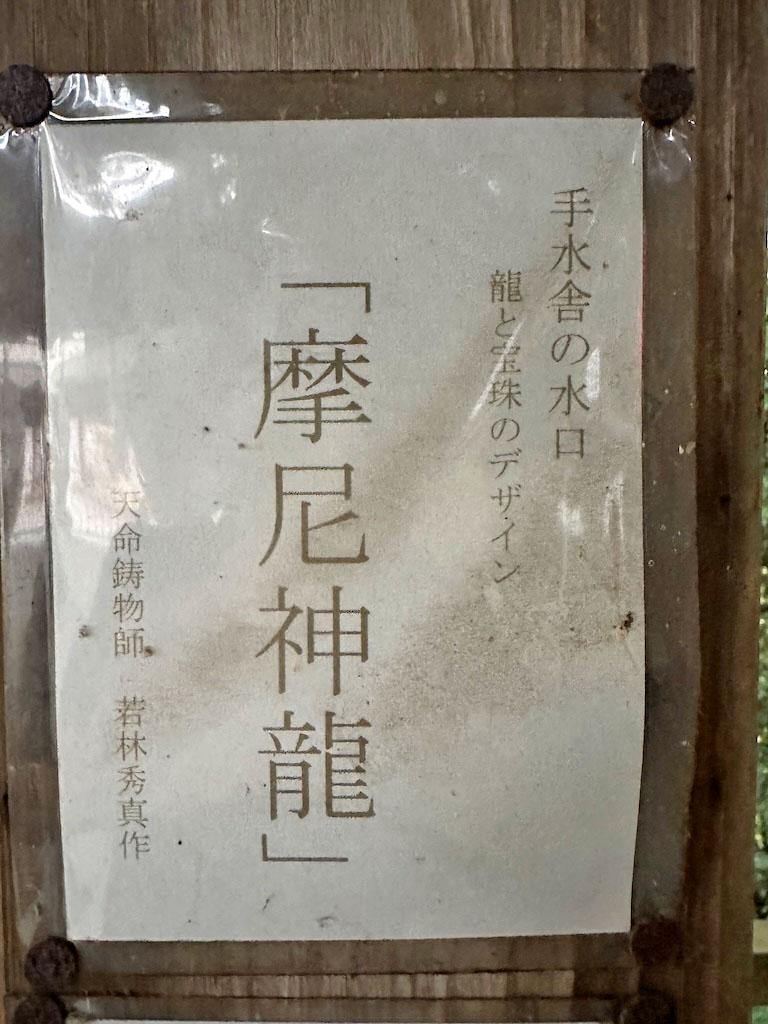 手水舎の水口
龍と宝珠のデザイン
「摩尼神龍」
天命鋳物師 若林秀真作